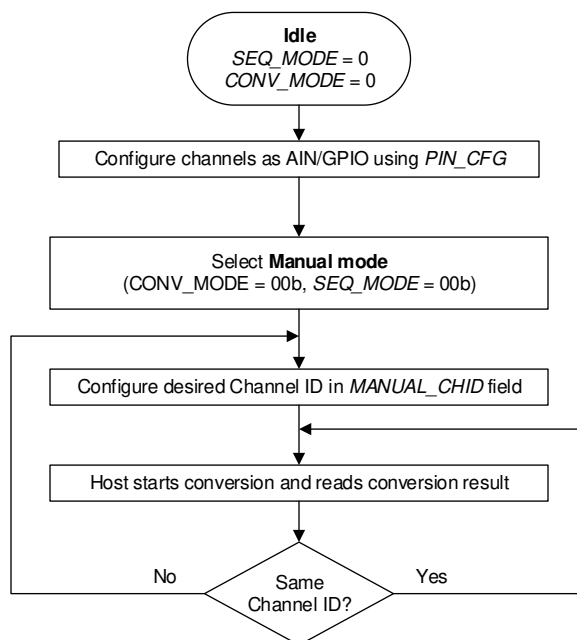 Idle
SEQ_MODE = 0
CONV_MODE = 0
Configure channels as AIN/GPIO using PIN_CFG
Select Manual mode
(CONV_MODE = 00b, SEQ_MODE = 00b)
Configure desired Channel ID in MANUAL_CHID field
Host starts conversion and reads conversion result
No
Same
Channel ID?
Yes